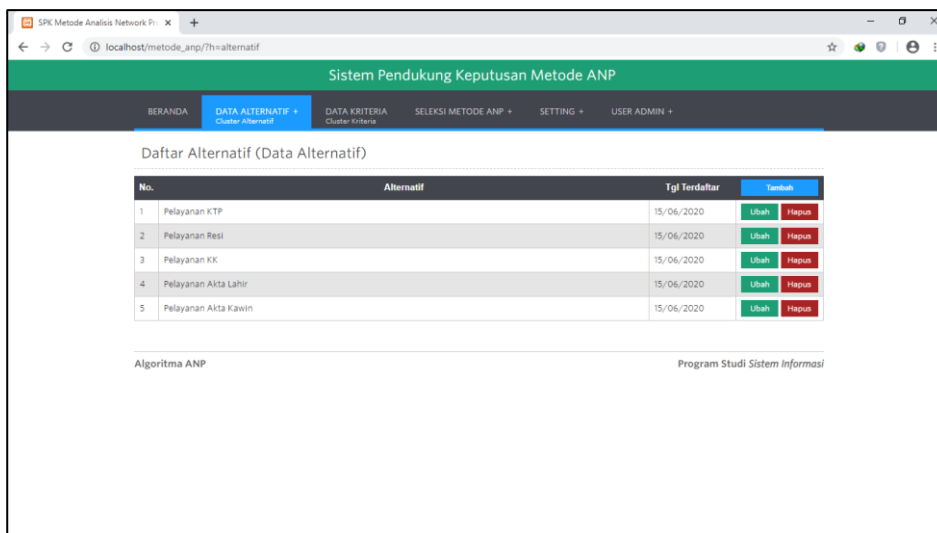 SPK Metode Analisis Network Pr
localhost/metode_anp/?h=alternatif
Sistem Pendukung Keputusan Metode ANP
BERANDA DATA ALTERNATIF + DATA KRITERIA SELEKSI METODE ANP + SETTING + USER ADMIN +
Cluster Alternatif Cluster Kriteria
Daftar Alternatif (Data Alternatif)
No. Alternatif Tgl Terdaftar Tambah
1 Pelayanan KTP 15/06/2020 Ubah Hapus
2 Pelayanan Resi 15/06/2020 Ubah Hapus
3 Pelayanan KK 15/06/2020 Ubah Hapus
4 Pelayanan Akta Lahir 15/06/2020 Ubah Hapus
5 Pelayanan Akta Kawin 15/06/2020 Ubah Hapus
Algoritma ANP Program Studi Sistem Informasi